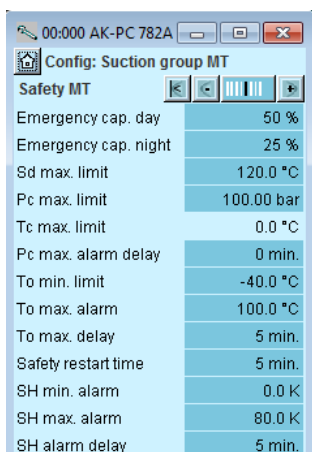 00:000 AK-PC 782A
Config: Suction group MT
Safety MT
Emergency cap. day 50 %
Emergency cap. night 25 %
Sd max. limit 120.0 °C
Pc max. limit 100.00 bar
Tc max. limit 0.0 °C
Pc max. alarm delay 0 min.
To min. limit -40.0 °C
To max. alarm 100.0 °C
To max. delay 5 min.
Safety restart time 5 min.
SH min. alarm 0.0 K
SH max. alarm 80.0 K
SH alarm delay 5 min.